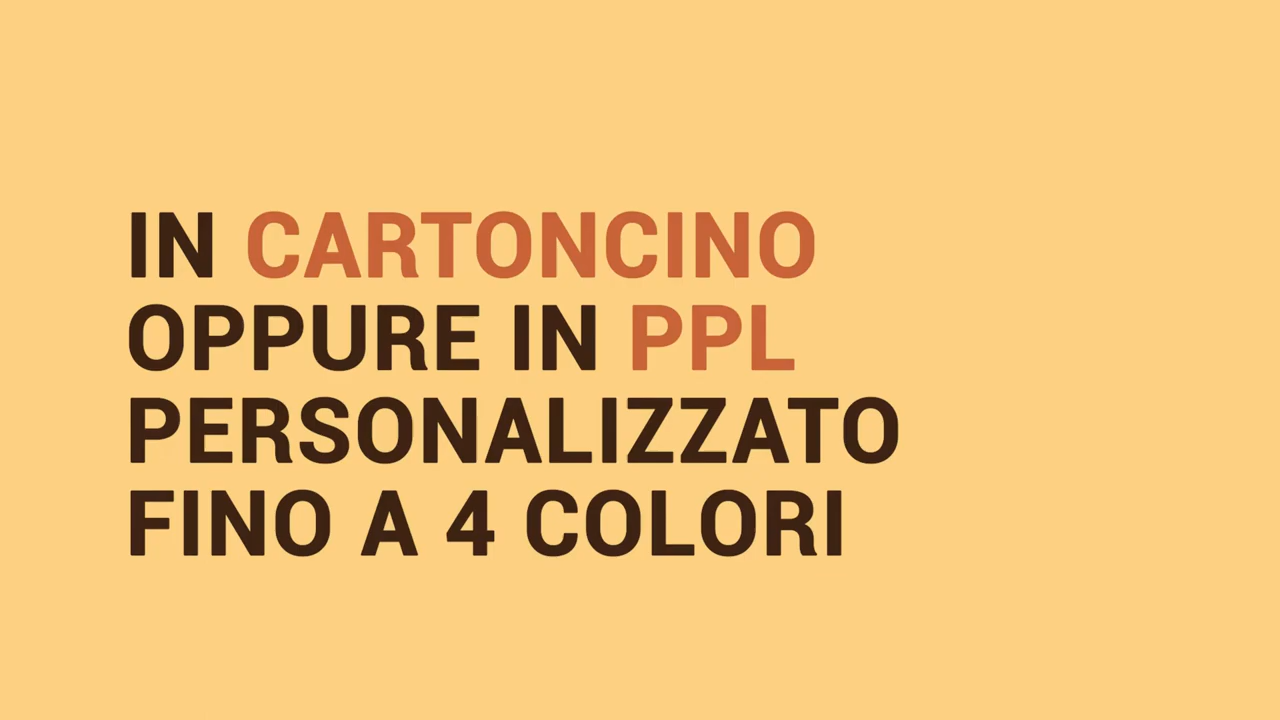 IN CARTONCINO
OPPURE IN PPL
PERSONALIZZATO
FINO A 4 COLORI